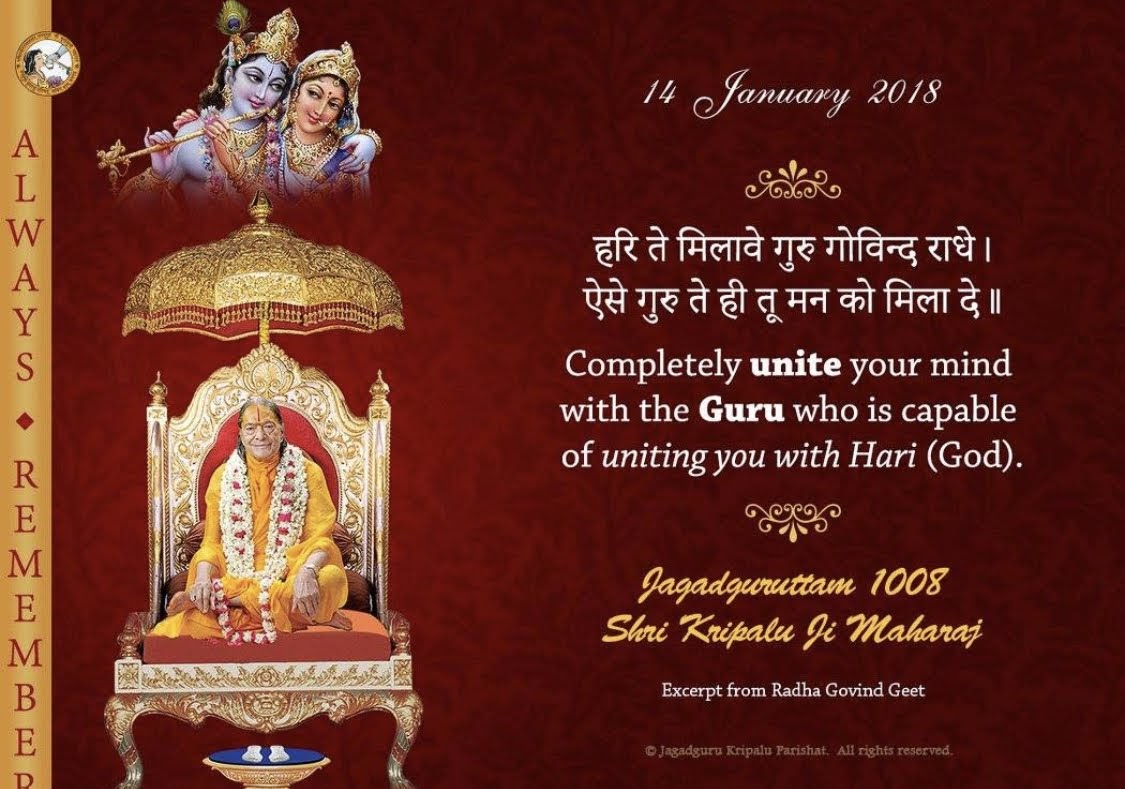 ALWAYS ◆ REMEMBER
14 January 2018
हरि ते मिलावे गुरु गोविन्द राधे।
ऐसे गुरु ते ही तू मन को मिला दे॥
Completely unite your mind
with the Guru who is capable
of uniting you with Hari (God).
Jagadguruttam 1008
Shri Kripalu Ji Maharaj
Excerpt from Radha Govind Geet
© Jagadguru Kripalu Parishat. All rights reserved.